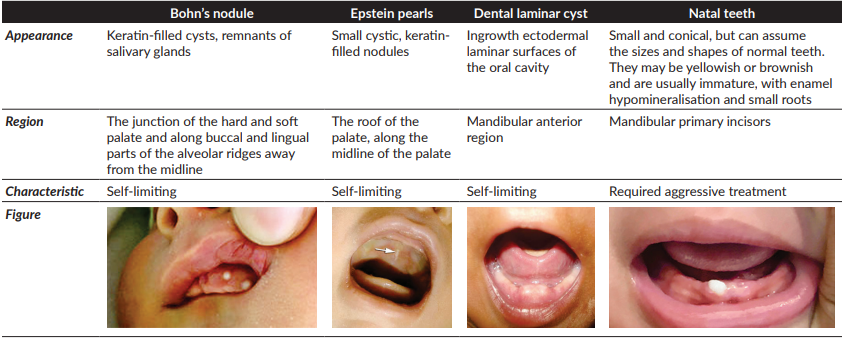 Bohn's nodule Epstein pearls Dental laminar cyst Natal teeth
Appearance
Keratin-filled cysts, remnants of
salivary glands
Small cystic, keratin-
filled nodules
Ingrowth ectodermal
laminar surfaces of
the oral cavity
Small and conical, but can assume
the sizes and shapes of normal teeth.
They may be yellowish or brownish
and are usually immature, with enamel
hypomineralisation and small roots
Region
The junction of the hard and soft
palate and along buccal and lingual
parts of the alveolar ridges away
from the midline
The roof of the
palate, along the
midline of the palate
Mandibular anterior
region
Mandibular primary incisors
Characteristic
Self-limiting
Self-limiting
Self-limiting
Required aggressive treatment
Figure